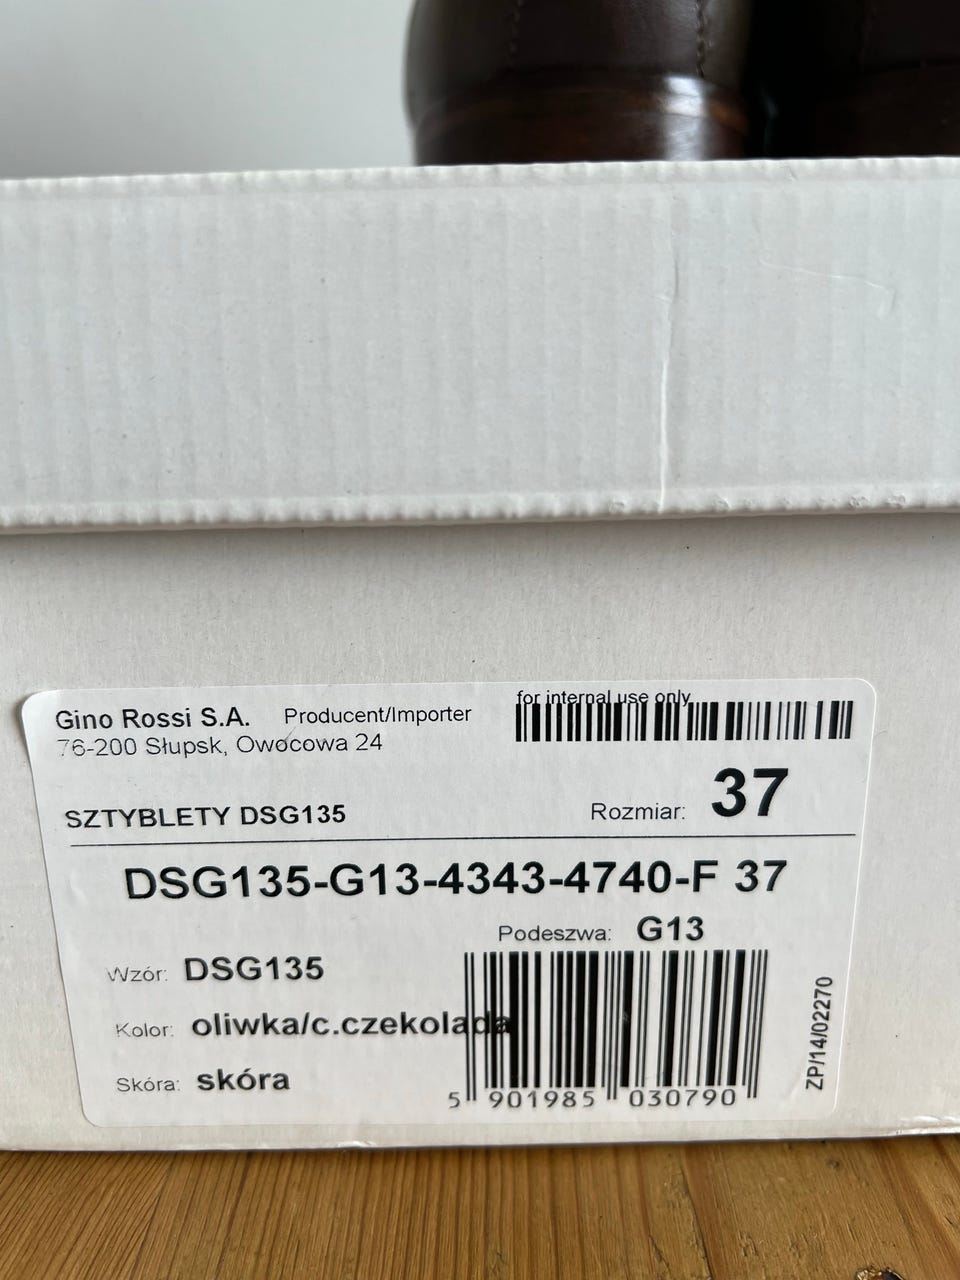 Gino Rossi S.A. Producent/Importer
76-200 Słupsk, Owocowa 24
for internal use only
SZTYBLETY DSG135
Rozmiar: 37
DSG135-G13-4343-4740-F 37
Podeszwa: G13
Wzór: DSG135
Kolor: oliwka/c.czekolada
Skóra: skóra
5 901985 030790
ZP/14/02270